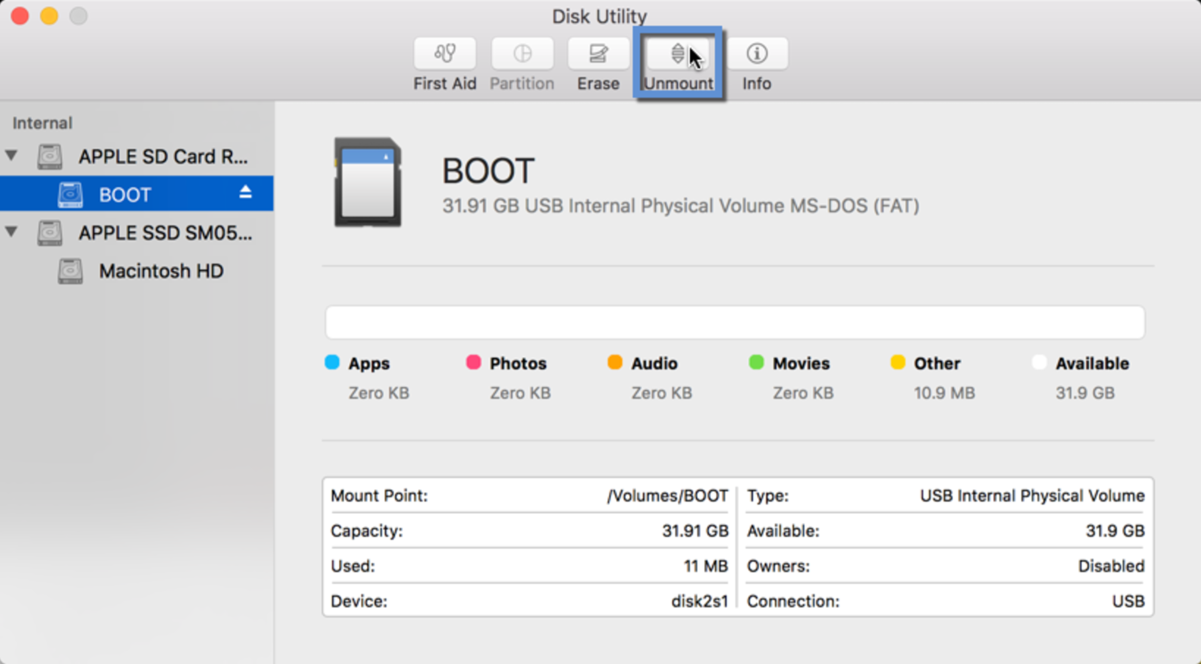 Disk Utility
First Aid Partition Erase Unmount Info
Internal
APPLE SD Card R...
BOOT
APPLE SSD SM05...
Macintosh HD
BOOT
31.91 GB USB Internal Physical Volume MS-DOS (FAT)
Apps Photos Audio Movies Other Available
Zero KB Zero KB Zero KB Zero KB 10.9 MB 31.9 GB
Mount Point: /Volumes/BOOT Type: USB Internal Physical Volume
Capacity: 31.91 GB Available: 31.9 GB
Used: 11 MB Owners: Disabled
Device: disk2s1 Connection: USB